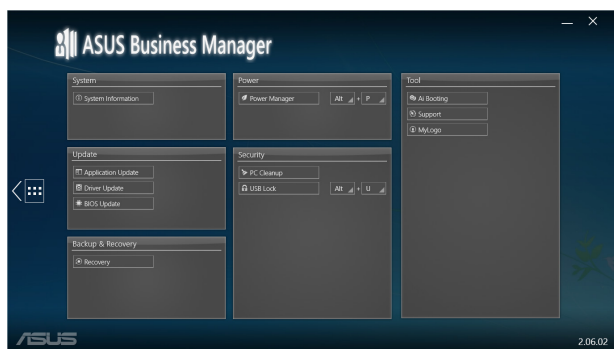 ASUS Business Manager
System
System Information
Power
Power Manager Alt + P
Tool
Ai Booting
Support
MyLogo
Update
Application Update
Driver Update
BIOS Update
Security
PC Cleanup
USB Lock Alt + U
Backup & Recovery
Recovery
ASUS
2.06.02